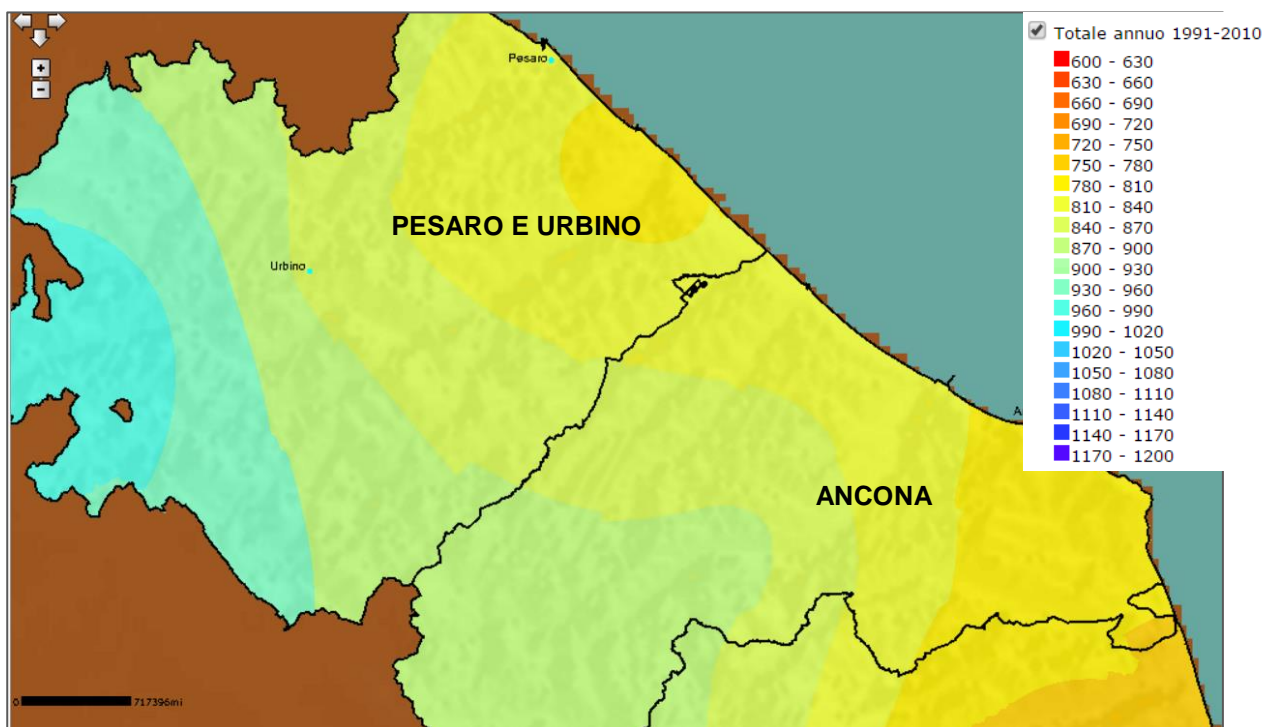 Totale annuo 1991-2010
600 - 630
630 - 660
660 - 690
690 - 720
720 - 750
750 - 780
780 - 810
810 - 840
840 - 870
870 - 900
900 - 930
930 - 960
960 - 990
990 - 1020
1020 - 1050
1050 - 1080
1080 - 1110
1110 - 1140
1140 - 1170
1170 - 1200
Pesaro
PESARO E URBINO
Urbino
A
ANCONA
0 717396mi